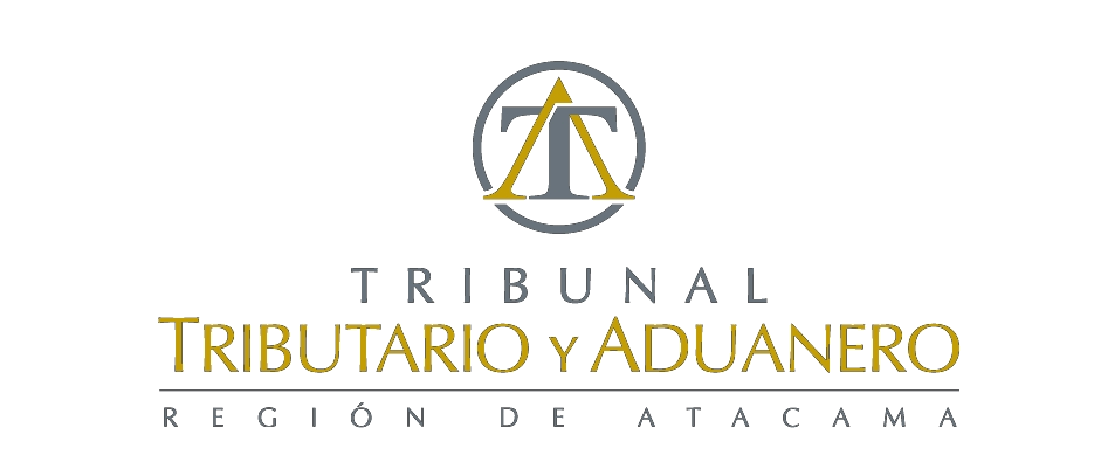 TRIBUNAL
TRIBUTARIO Y ADUANERO
REGIÓN DE ATACAMA